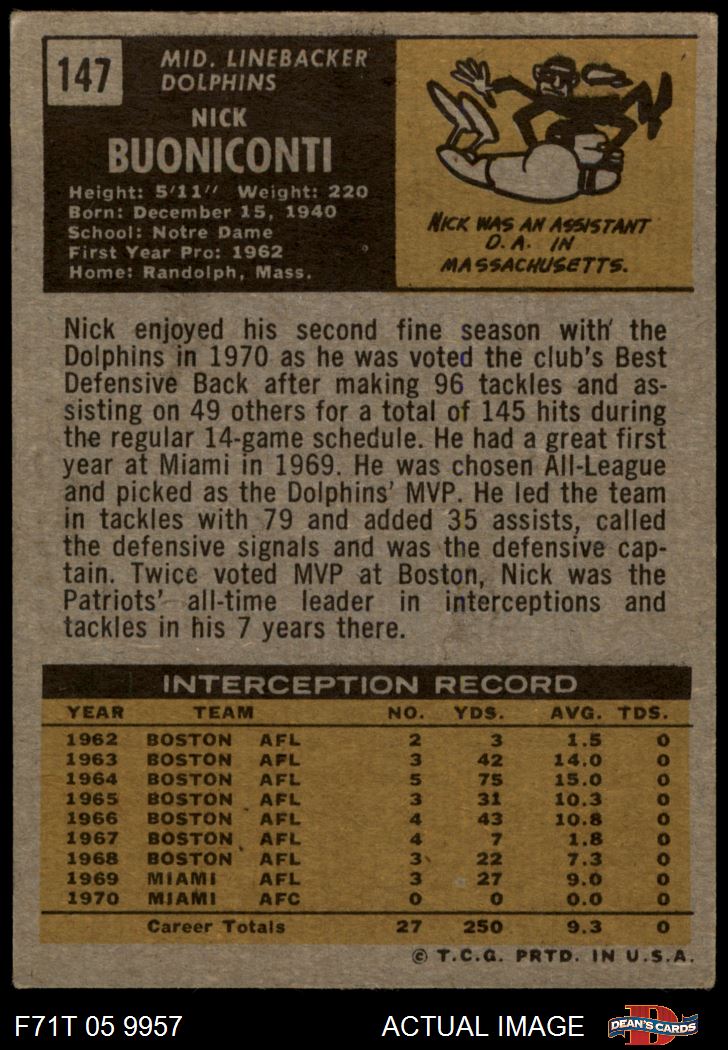 147
MID. LINEBACKER
DOLPHINS
NICK
BUONICONTI
Height: 5'11" Weight: 220
Born: December 15, 1940
School: Notre Dame
First Year Pro: 1962
Home: Randolph, Mass.
NICK WAS AN ASSISTANT
D.A. IN
MASSACHUSETTS.
Nick enjoyed his second fine season with the
Dolphins in 1970 as he was voted the club's Best
Defensive Back after making 96 tackles and as-
sisting on 49 others for a total of 145 hits during
the regular 14-game schedule. He had a great first
year at Miami in 1969. He was chosen All-League
and picked as the Dolphins' MVP. He led the team
in tackles with 79 and added 35 assists, called
the defensive signals and was the defensive cap-
tain. Twice voted MVP at Boston, Nick was the
Patriots' all-time leader in interceptions and
tackles in his 7 years there.
INTERCEPTION RECORD
YEAR TEAM NO. YDS. AVG. TDS.
1962 BOSTON AFL 2 3 1.5 0
1963 BOSTON AFL 3 42 14.0 0
1964 BOSTON AFL 5 75 15.0 0
1965 BOSTON AFL 3 31 10.3 0
1966 BOSTON AFL 4 43 10.8 0
1967 BOSTON AFL 4 7 1.8 0
1968 BOSTON AFL 3 22 7.3 0
1969 MIAMI AFL 3 27 9.0 0
1970 MIAMI AFC 0 0 0.0 0
Career Totals 27 250 9.3 0
© T.C.G. PRTD. IN U.S.A.
F71T 05 9957 ACTUAL IMAGE D DEAN'S CARDS